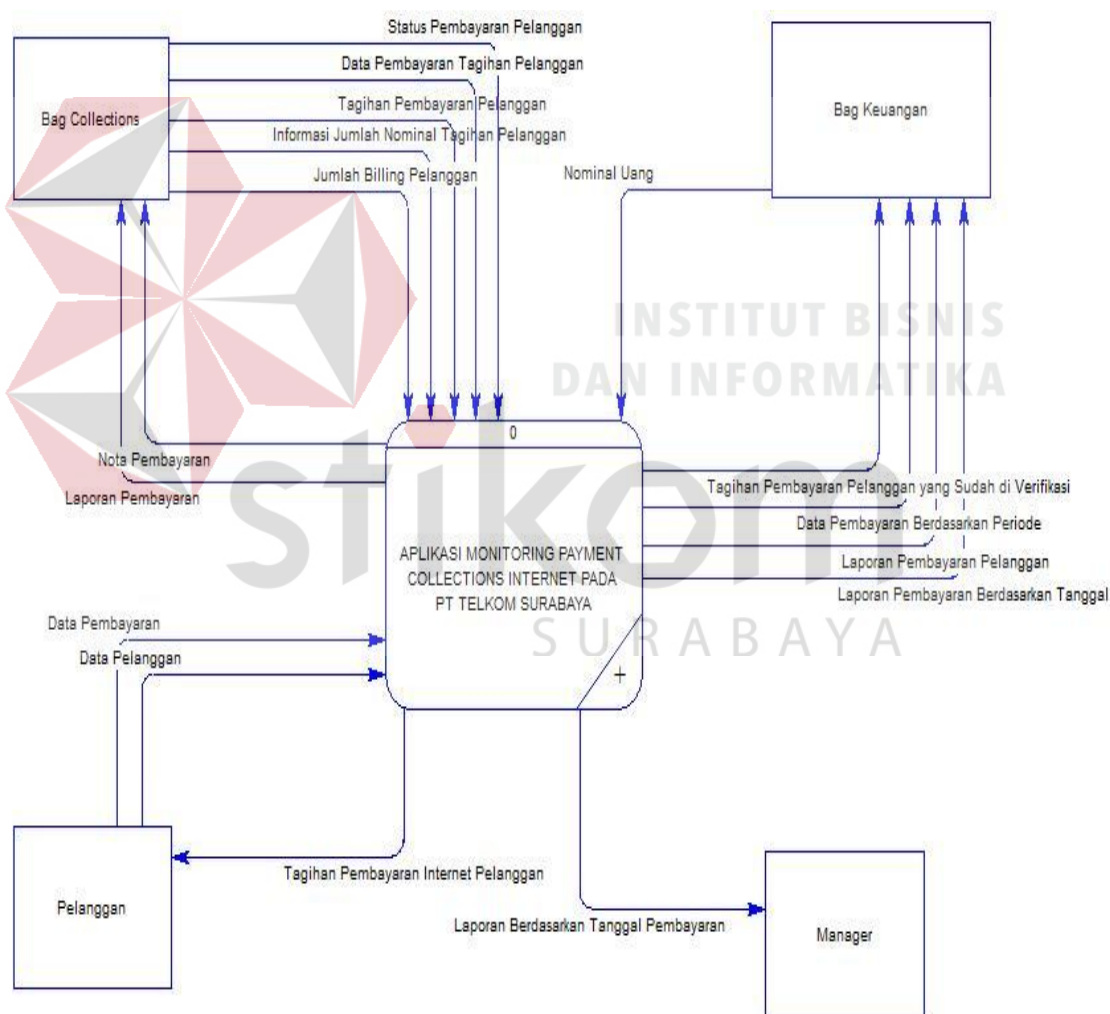 Status Pembayaran Pelanggan
Data Pembayaran Tagihan Pelanggan
Tagihan Pembayaran Pelanggan
Informasi Jumlah Nominal Tagihan Pelanggan
Jumlah Billing Pelanggan
Bag Collections
Bag Keuangan
Nominal Uang
INSTITUT BISNIS
DAN INFORMATIKA
stikom
SURABAYA
0
Nota Pembayaran
Laporan Pembayaran
Tagihan Pembayaran Pelanggan yang Sudah di Verifikasi
Data Pembayaran Berdasarkan Periode
Laporan Pembayaran Pelanggan
Laporan Pembayaran Berdasarkan Tanggal
APLIKASI MONITORING PAYMENT
COLLECTIONS INTERNET PADA
PT TELKOM SURABAYA
+
Data Pembayaran
Data Pelanggan
Tagihan Pembayaran Internet Pelanggan
Pelanggan
Laporan Berdasarkan Tanggal Pembayaran
Manager